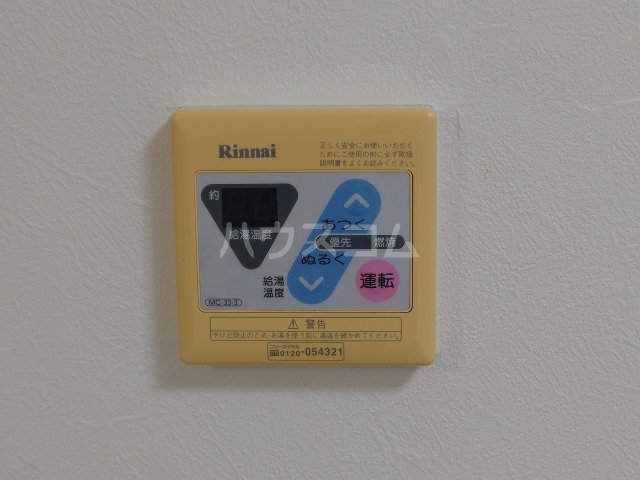 Rinnai
正しく安全にお使いいただく
ためにご使用の前に必ず取扱
説明書をよくお読みください。
約
給湯温度
あつく
優先 燃焼
ぬるく
給湯
温度
運転
MC-33-3
ハウスコム
⚠ 警告
やけど防止のため、お湯を使う前に湯温を確かめてください。
フリーダイヤル
0120-054321